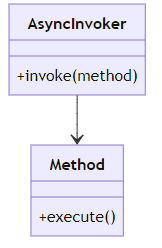 AsyncInvoker
+invoke(method)
Method
+execute()